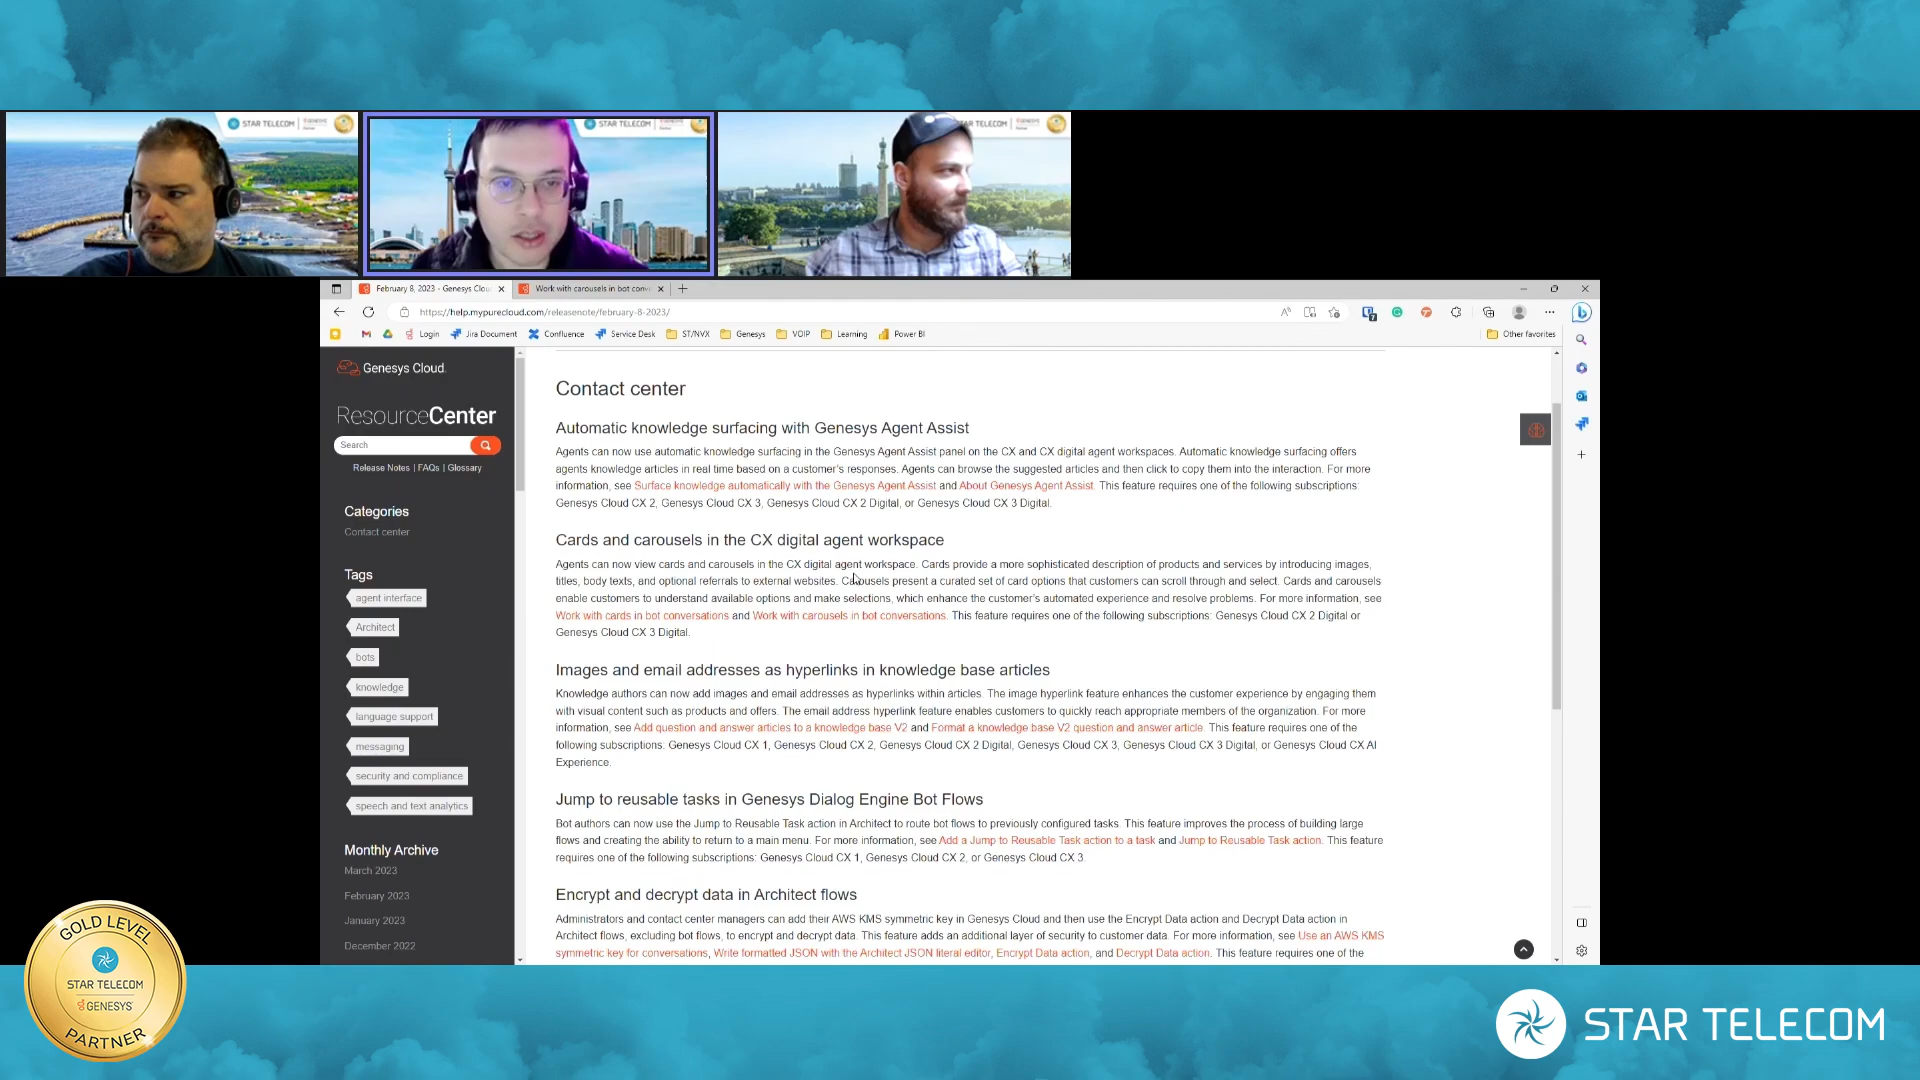 STAR TELECOM
GENESYS
STAR TELECOM
GENESYS
STAR TELECOM
February 8, 2023 - Genesys Clou
Work with carousels in bot conv
https://help.mypurecloud.com/releasenote/february-8-2023/
Login
Jira Document
Confluence
Service Desk
ST/NVX
Genesys
VOIP
Learning
Power BI
Other favorites
Genesys Cloud
ResourceCenter
Search
Release Notes | FAQs | Glossary
Categories
Contact center
Tags
agent interface
Architect
bots
knowledge
language support
messaging
security and compliance
speech and text analytics
Monthly Archive
March 2023
February 2023
January 2023
December 2022
Contact center
Automatic knowledge surfacing with Genesys Agent Assist
Agents can now use automatic knowledge surfacing in the Genesys Agent Assist panel on the CX and CX digital agent workspaces. Automatic knowledge surfacing offers
agents knowledge articles in real time based on a customer's responses. Agents can browse the suggested articles and then click to copy them into the interaction. For more
information, see Surface knowledge automatically with the Genesys Agent Assist and About Genesys Agent Assist. This feature requires one of the following subscriptions:
Genesys Cloud CX 2, Genesys Cloud CX 3, Genesys Cloud CX 2 Digital, or Genesys Cloud CX 3 Digital.
Cards and carousels in the CX digital agent workspace
Agents can now view cards and carousels in the CX digital agent workspace. Cards provide a more sophisticated description of products and services by introducing images,
titles, body texts, and optional referrals to external websites. Carousels present a curated set of card options that customers can scroll through and select. Cards and carousels
enable customers to understand available options and make selections, which enhance the customer's automated experience and resolve problems. For more information, see
Work with cards in bot conversations and Work with carousels in bot conversations. This feature requires one of the following subscriptions: Genesys Cloud CX 2 Digital or
Genesys Cloud CX 3 Digital.
Images and email addresses as hyperlinks in knowledge base articles
Knowledge authors can now add images and email addresses as hyperlinks within articles. The image hyperlink feature enhances the customer experience by engaging them
with visual content such as products and offers. The email address hyperlink feature enables customers to quickly reach appropriate members of the organization. For more
information, see Add question and answer articles to a knowledge base V2 and Format a knowledge base V2 question and answer article. This feature requires one of the
following subscriptions: Genesys Cloud CX 1, Genesys Cloud CX 2, Genesys Cloud CX 2 Digital, Genesys Cloud CX 3, Genesys Cloud CX 3 Digital, or Genesys Cloud CX AI
Experience.
Jump to reusable tasks in Genesys Dialog Engine Bot Flows
Bot authors can now use the Jump to Reusable Task action in Architect to route bot flows to previously configured tasks. This feature improves the process of building large
flows and creating the ability to return to a main menu. For more information, see Add a Jump to Reusable Task action to a task and Jump to Reusable Task action. This feature
requires one of the following subscriptions: Genesys Cloud CX 1, Genesys Cloud CX 2, or Genesys Cloud CX 3.
Encrypt and decrypt data in Architect flows
Administrators and contact center managers can add their AWS KMS symmetric key in Genesys Cloud and then use the Encrypt Data action and Decrypt Data action in
Architect flows, excluding bot flows, to encrypt and decrypt data. This feature adds an additional layer of security to customer data. For more information, see Use an AWS KMS
symmetric key for conversations, Write formatted JSON with the Architect JSON literal editor, Encrypt Data action, and Decrypt Data action. This feature requires one of the
GOLD LEVEL
STAR TELECOM
GENESYS
PARTNER
STAR TELECOM